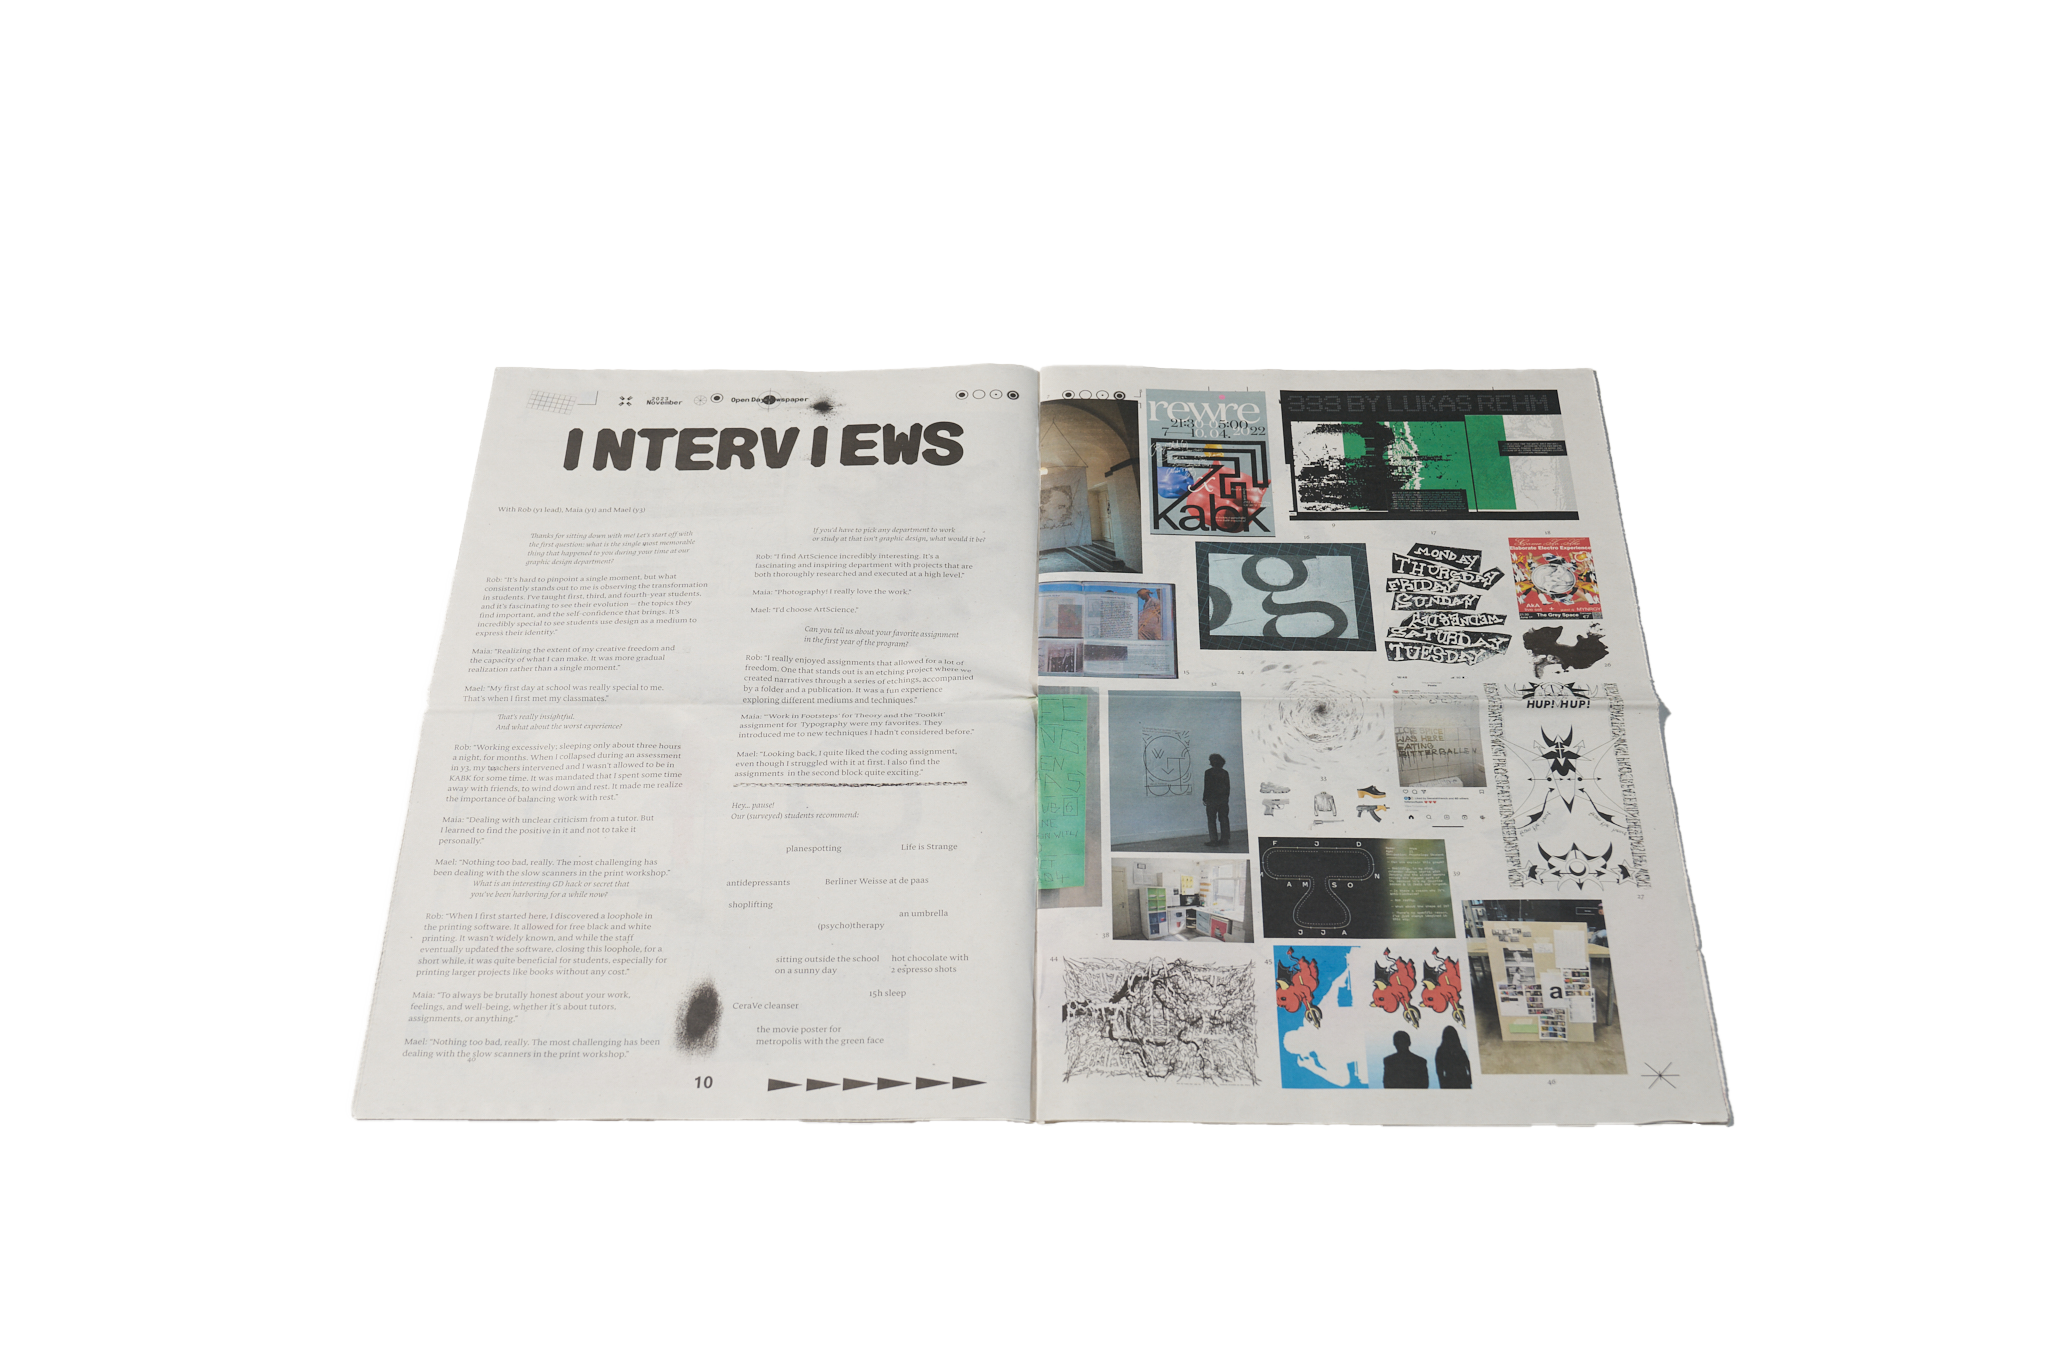 2023
November
Open Day
INTERVIEWS
With Rob (y1 lead), Maia (y1) and Mael (y3)
Thanks for sitting down with me! Let's start off with
the first question: what is the single most memorable
thing that happened to you during your time at our
graphic design department?
Rob: "It's hard to pinpoint a single moment, but what
consistently stands out to me is observing the transformation
in students. I've taught first, third, and fourth-year students,
and it's fascinating to see their evolution – the topics they
find important, and the self-confidence that brings. It's
incredibly special to see students use design as a medium to
express their identity."
Maia: "Realizing the extent of my creative freedom and
the capacity of what I can make. It was more gradual
realization rather than a single moment."
Mael: "My first day at school was really special to me.
That's when I first met my classmates."
That's really insightful.
And what about the worst experience?
Rob: "Working excessively; sleeping only about three hours
a night, for months. When I collapsed during an assessment
in y3, my teachers intervened and I wasn't allowed to be in
KABK for some time. It was mandated that I spent some time
away with friends, to wind down and rest. It made me realize
the importance of balancing work with rest."
Maia: "Dealing with unclear criticism from a tutor. But
I learned to find the positive in it and not to take it
personally."
Mael: "Nothing too bad, really. The most challenging has
been dealing with the slow scanners in the print workshop."
What is an interesting GD hack or secret that
you've been harboring for a while now?
Rob: "When I first started here, I discovered a loophole in
the printing software. It allowed for free black and white
printing. It wasn't widely known, and while the staff
eventually updated the software, closing this loophole, for a
short while, it was quite beneficial for students, especially for
printing larger projects like books without any cost."
Maia: "To always be brutally honest about your work,
feelings, and well-being, whether it's about tutors,
assignments, or anything."
Mael: "Nothing too bad, really. The most challenging has been
dealing with the slow scanners in the print workshop."
If you'd have to pick any department to work
or study at that isn't graphic design, what would it be?
Rob: "I find ArtScience incredibly interesting. It's a
fascinating and inspiring department with projects that are
both thoroughly researched and executed at a high level."
Maia: "Photography! I really love the work."
Mael: "I'd choose ArtScience."
Can you tell us about your favorite assignment
in the first year of the program?
Rob: "I really enjoyed assignments that allowed for a lot of
freedom. One that stands out is an etching project where we
created narratives through a series of etchings, accompanied
by a folder and a publication. It was a fun experience
exploring different mediums and techniques."
Maia: "'Work in Footsteps' for Theory and the 'Toolkit'
assignment for Typography were my favorites. They
introduced me to new techniques I hadn't considered before."
Mael: "Looking back, I quite liked the coding assignment,
even though I struggled with it at first. I also find the
assignments in the second block quite exciting."
Hey... pause!
Our (surveyed) students recommend:
planespotting
Life is Strange
antidepressants
Berliner Weisse at de paas
shoplifting
an umbrella
(psycho)therapy
sitting outside the school
on a sunny day
hot chocolate with
2 espresso shots
15h sleep
CeraVe cleanser
the movie poster for
metropolis with the green face
10
rewire
kabk
333 BY LUKAS REHM
9
16
17
18
g
MONDAY
THURSDAY
FRIDAY
SUNDAY
WEDNESDAY
SATURDAY
TUESDAY
Elaborate Electro Experience
AKA
The Grey Space
15
24
26
WAS HERE
EATING
BITTERBALLEN
HUP! HUP!
33
27
F J D
A M S O N
J J A
39
38
44
45
a
46